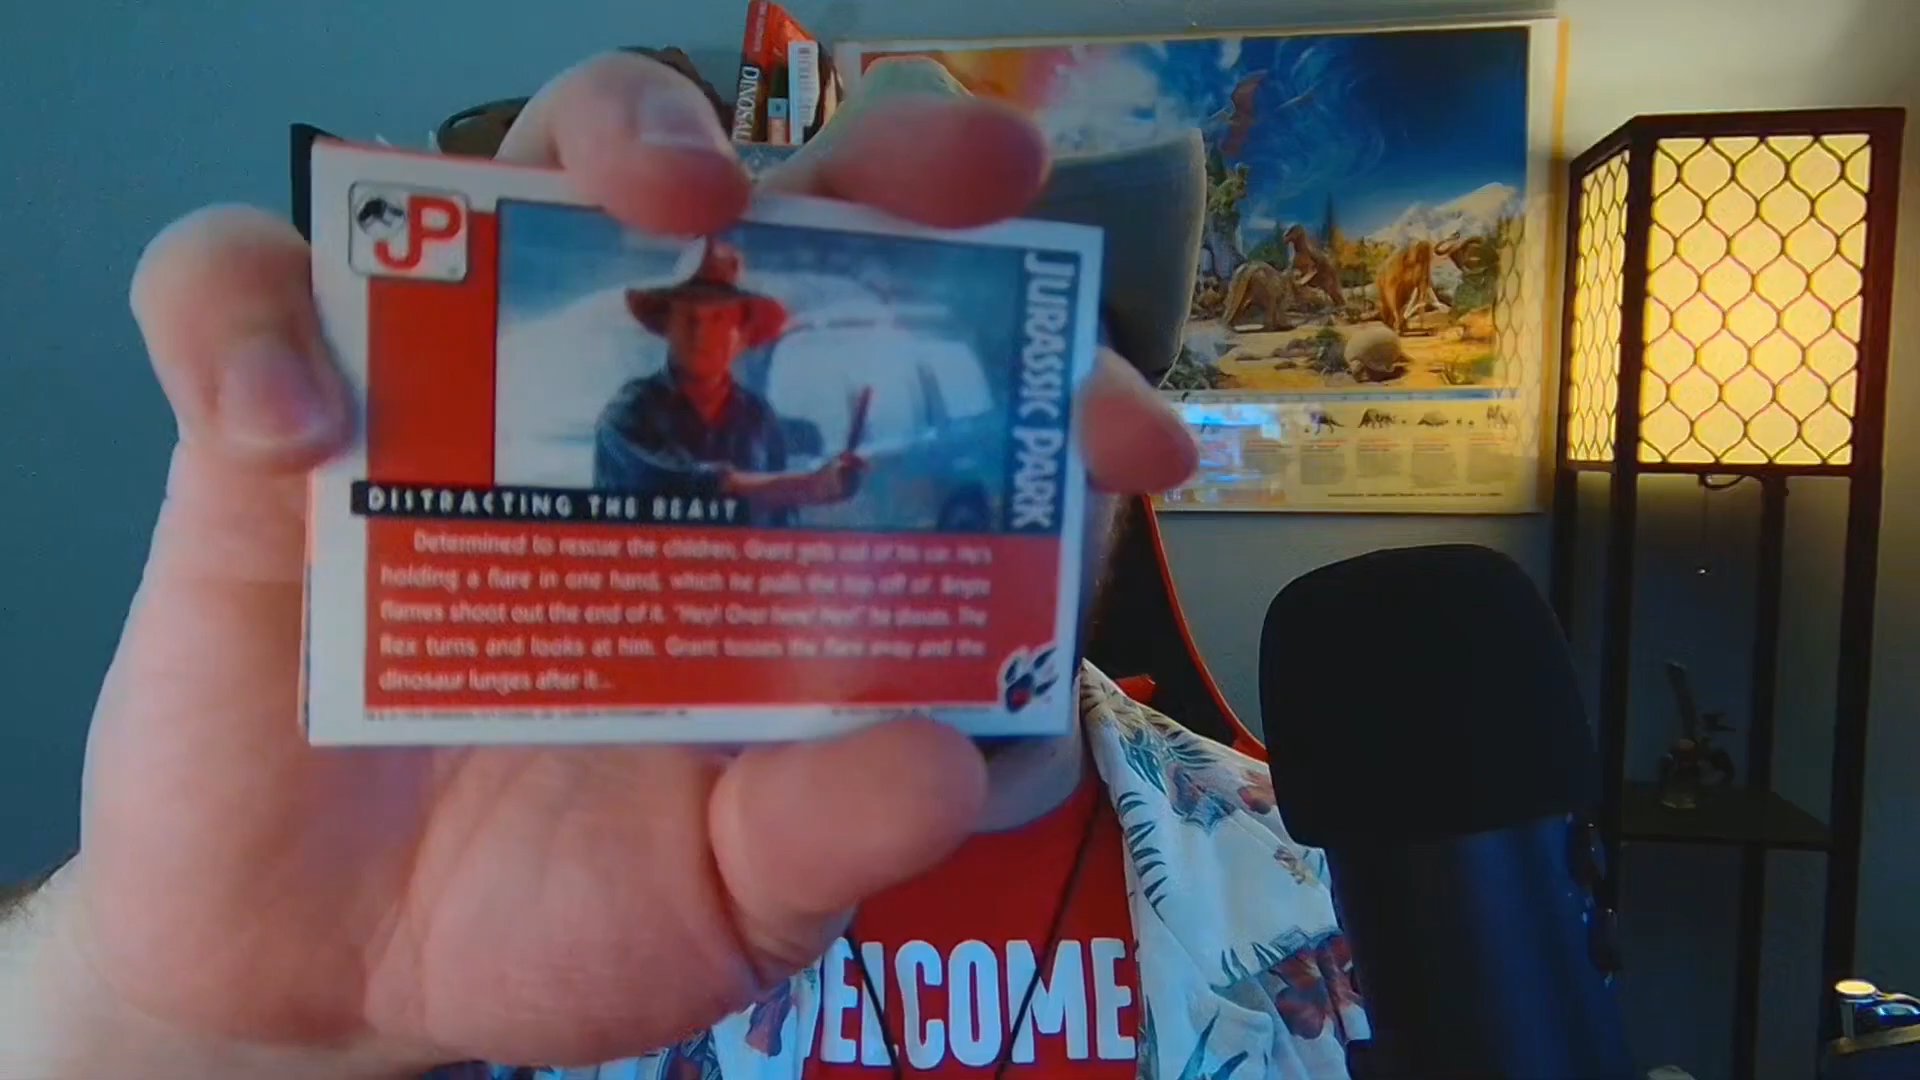 DINOSAU
JP
JURASSIC PARK
DISTRACTING THE BEAST
Determined to rescue the children, Grant gets out of his car. He's
holding a flare in one hand, which he pulls the top off of. Bright
flames shoot out the end of it. "Hey! Over here! Hey!" he shouts. The
Rex turns and looks at him. Grant tosses the flare away and the
dinosaur lunges after it...
WELCOME